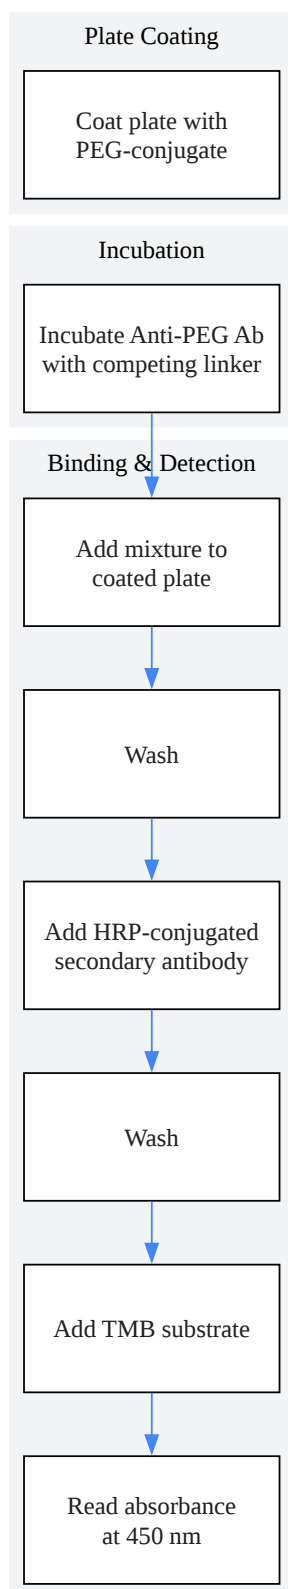 Plate Coating
Coat plate with
PEG-conjugate
Incubation
Incubate Anti-PEG Ab
with competing linker
Binding & Detection
Add mixture to
coated plate
Wash
Add HRP-conjugated
secondary antibody
Wash
Add TMB substrate
Read absorbance
at 450 nm